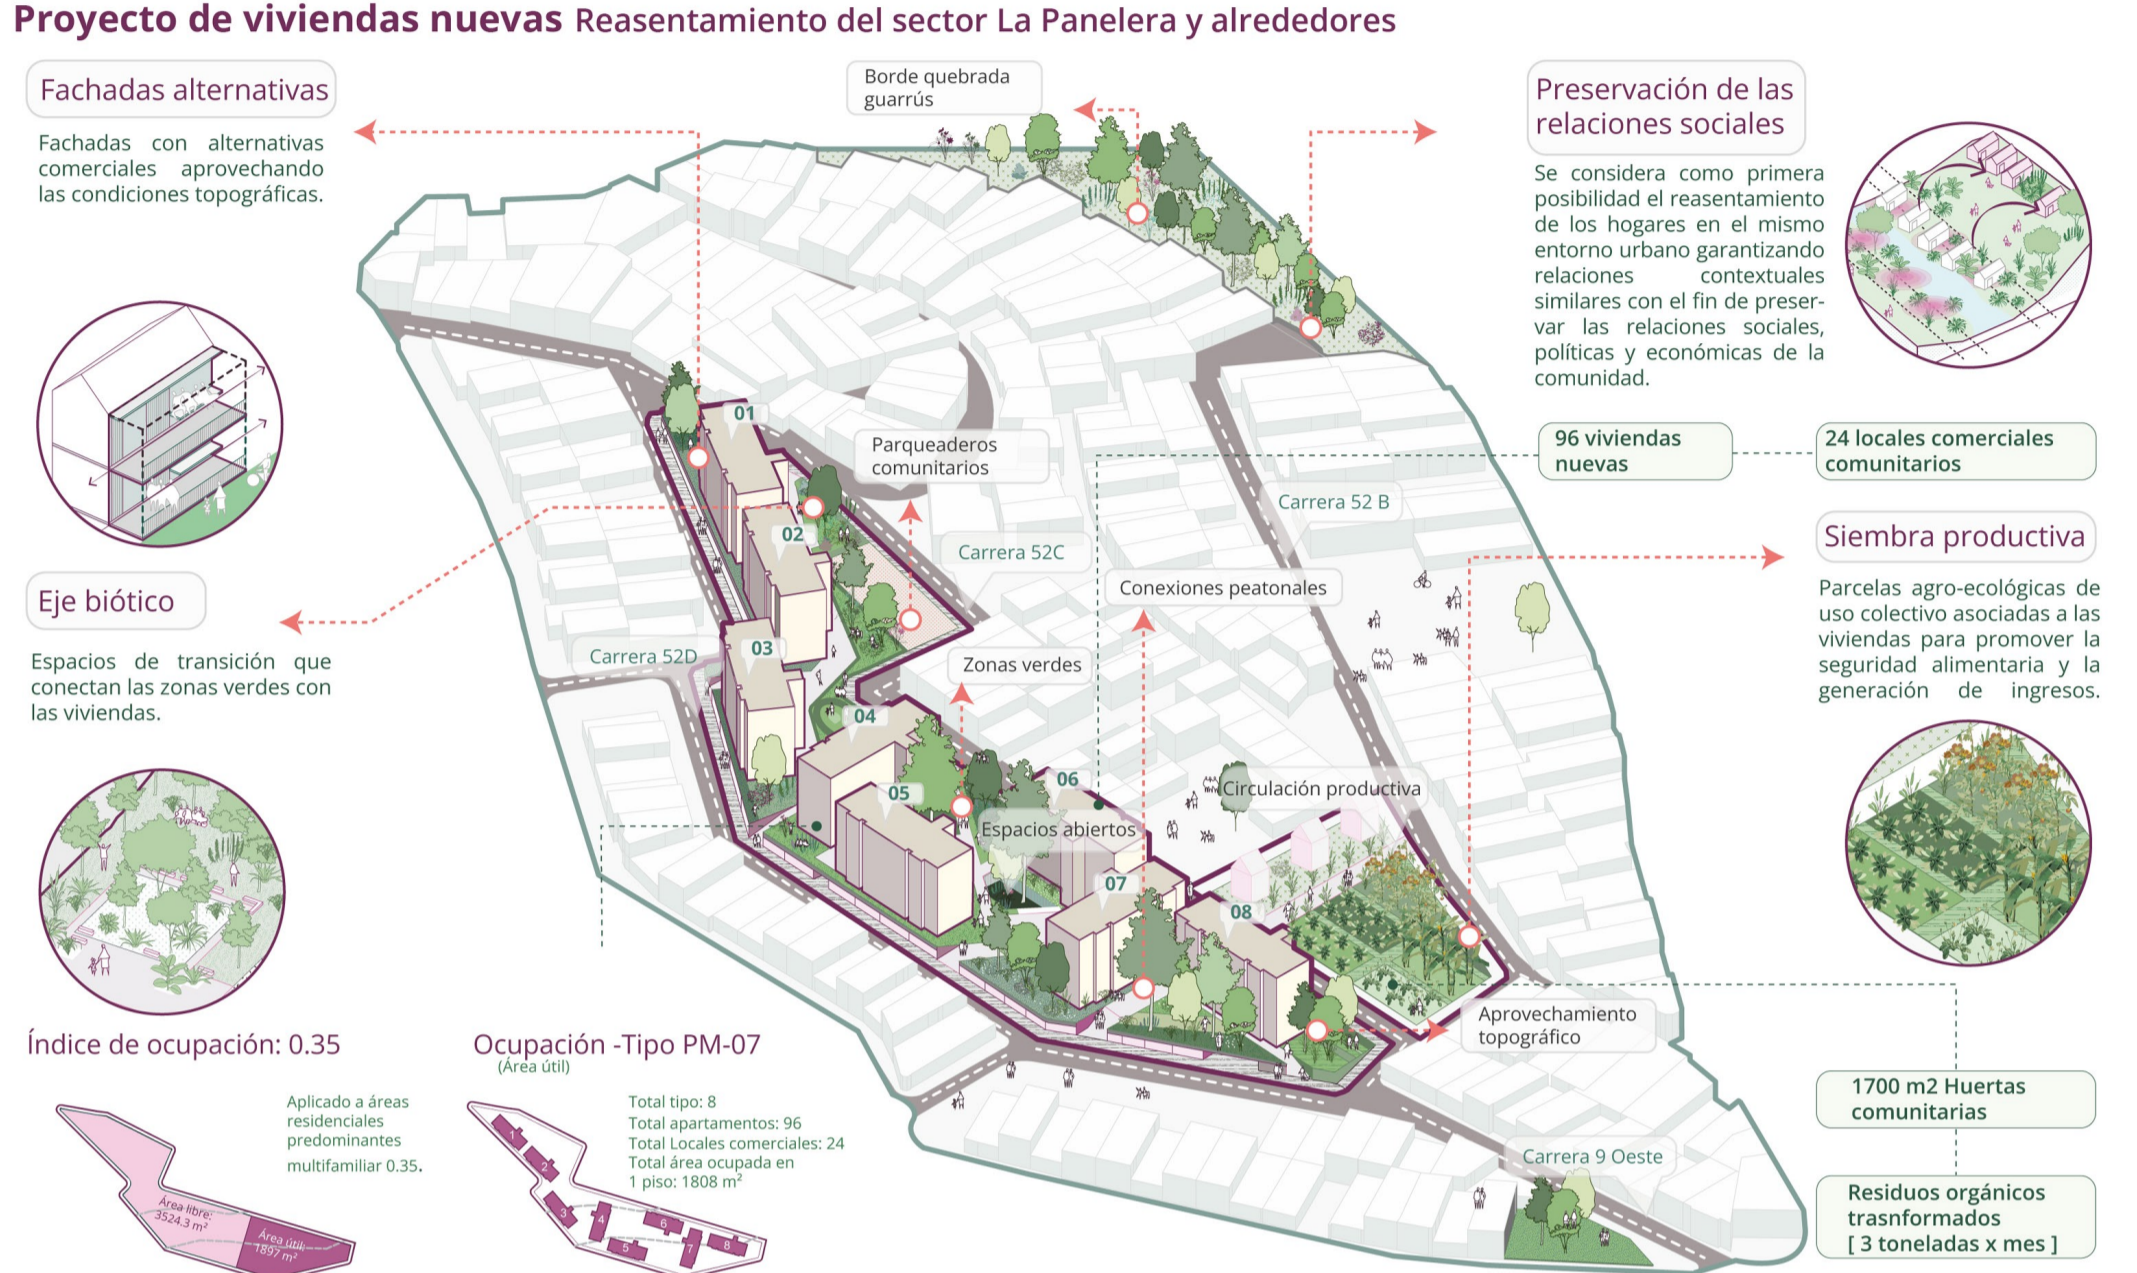 Proyecto de viviendas nuevas Reasentamiento del sector La Panelera y alrededores
Fachadas alternativas
Fachadas con alternativas
comerciales aprovechando
las condiciones topográficas.
Eje biótico
Espacios de transición que
conectan las zonas verdes con
las viviendas.
Borde quebrada
guarrús
Parqueaderos
comunitarios
Carrera 52C
Carrera 52 B
Conexiones peatonales
Carrera 52D
Zonas verdes
Circulación productiva
Espacios abiertos
Aprovechamiento
topográfico
Carrera 9 Oeste
01
02
03
04
05
06
07
08
Preservación de las
relaciones sociales
Se considera como primera
posibilidad el reasentamiento
de los hogares en el mismo
entorno urbano garantizando
relaciones contextuales
similares con el fin de preser-
var las relaciones sociales,
políticas y económicas de la
comunidad.
96 viviendas
nuevas
24 locales comerciales
comunitarios
Siembra productiva
Parcelas agro-ecológicas de
uso colectivo asociadas a las
viviendas para promover la
seguridad alimentaria y la
generación de ingresos.
1700 m2 Huertas
comunitarias
Residuos orgánicos
trasnformados
[ 3 toneladas x mes ]
Índice de ocupación: 0.35
Aplicado a áreas
residenciales
predominantes
multifamiliar 0.35.
Área libre:
3524.3 m²
Área útil:
1897 m²
Ocupación -Tipo PM-07
(Área útil)
Total tipo: 8
Total apartamentos: 96
Total Locales comerciales: 24
Total área ocupada en
1 piso: 1808 m²
1
2
3
4
5
6
7
8